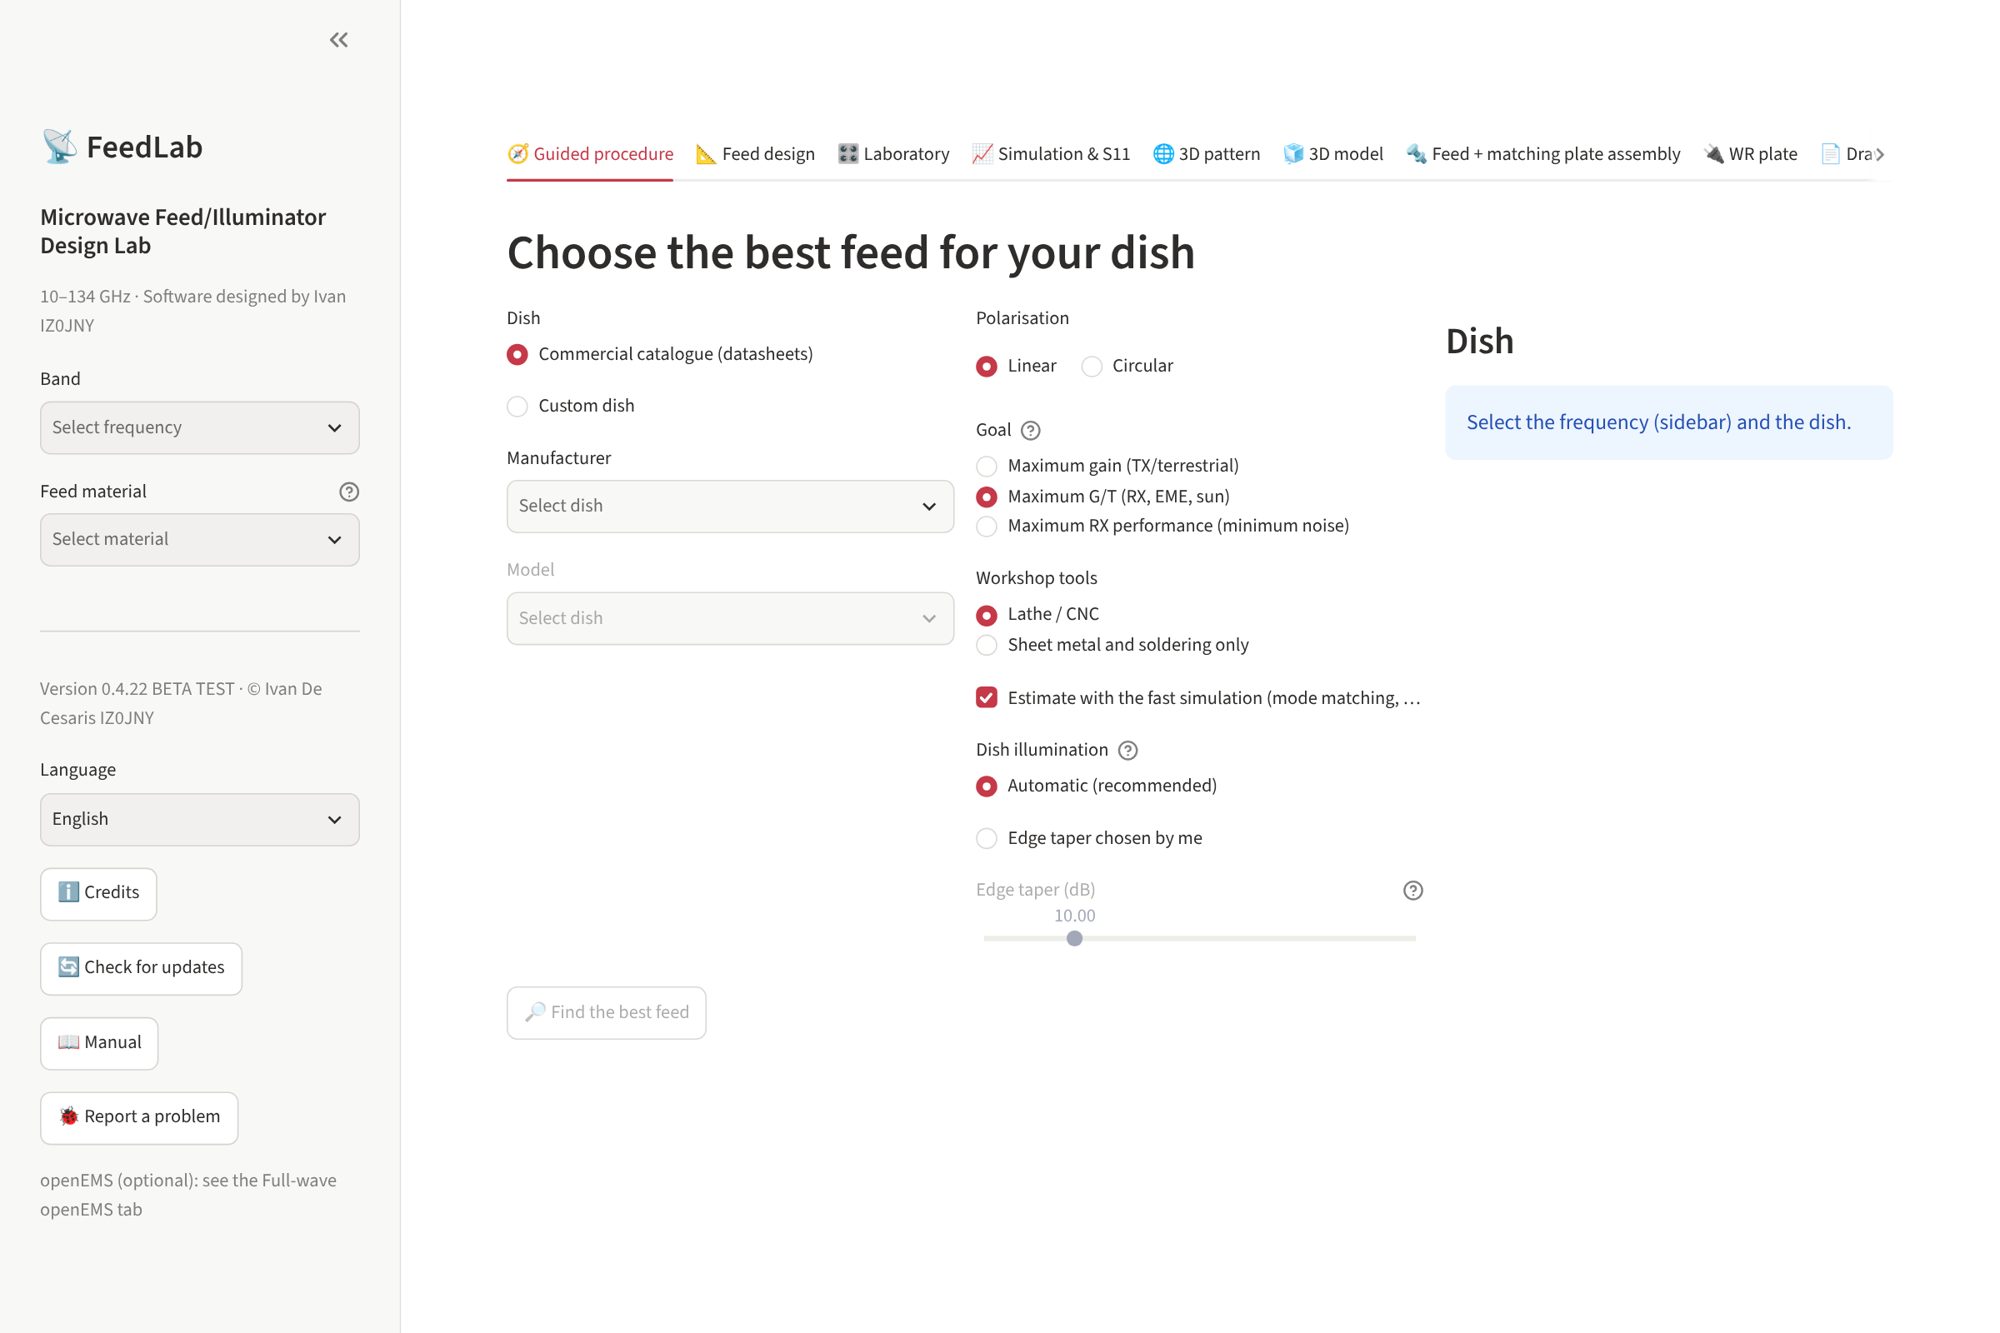 FeedLab
Microwave Feed/Illuminator
Design Lab
10–134 GHz · Software designed by Ivan
IZ0JNY
Band
Select frequency
Feed material
Select material
Version 0.4.22 BETA TEST · © Ivan De
Cesaris IZ0JNY
Language
English
Credits
Check for updates
Manual
Report a problem
openEMS (optional): see the Full-wave
openEMS tab
Guided procedure
Feed design
Laboratory
Simulation & S11
3D pattern
3D model
Feed + matching plate assembly
WR plate
Dra
Choose the best feed for your dish
Dish
Commercial catalogue (datasheets)
Custom dish
Manufacturer
Select dish
Model
Select dish
Find the best feed
Polarisation
Linear
Circular
Goal
Maximum gain (TX/terrestrial)
Maximum G/T (RX, EME, sun)
Maximum RX performance (minimum noise)
Workshop tools
Lathe / CNC
Sheet metal and soldering only
Estimate with the fast simulation (mode matching, …
Dish illumination
Automatic (recommended)
Edge taper chosen by me
Edge taper (dB)
10.00
Dish
Select the frequency (sidebar) and the dish.